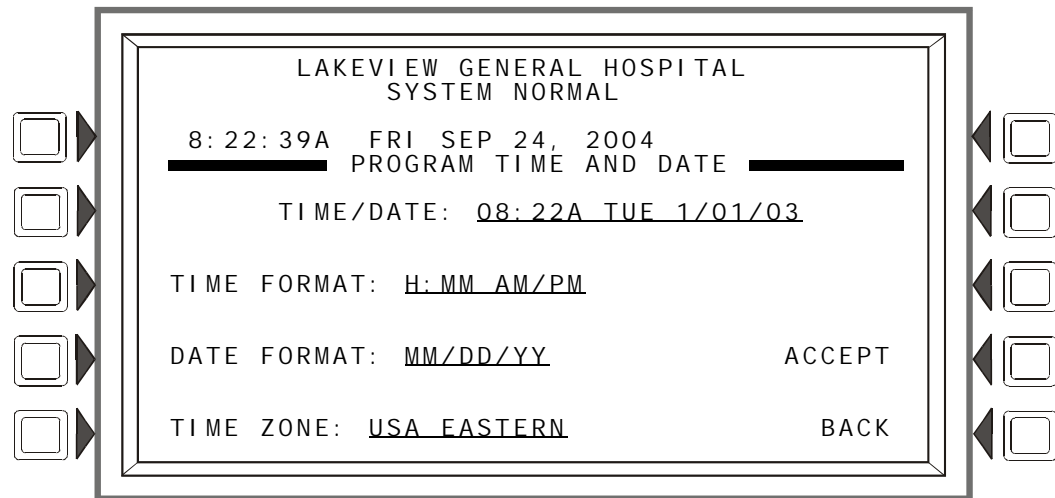 LAKEVIEW GENERAL HOSPITAL
SYSTEM NORMAL
8:22:39A FRI SEP 24, 2004
PROGRAM TIME AND DATE
TIME/DATE: 08:22A TUE 1/01/03
TIME FORMAT: H:MM AM/PM
DATE FORMAT: MM/DD/YY ACCEPT
TIME ZONE: USA EASTERN BACK